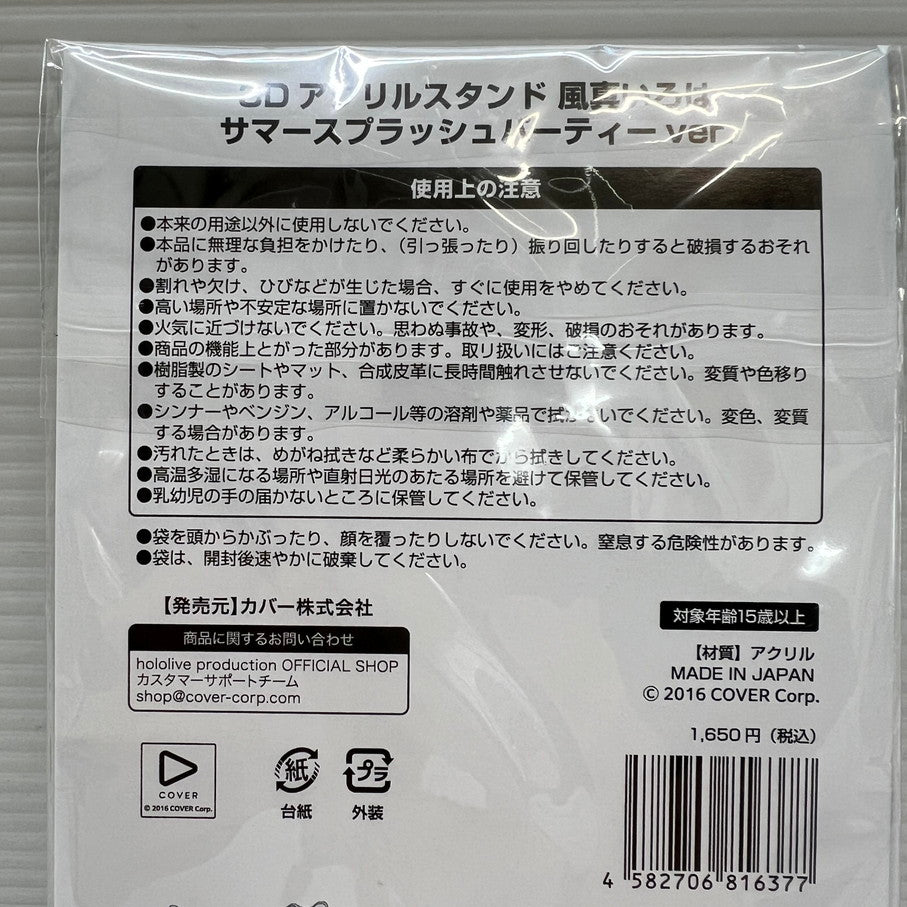 3D アクリルスタンド 風真いろは
サマースプラッシュパーティー ver.
使用上の注意
●本来の用途以外に使用しないでください。
●本品に無理な負担をかけたり、（引っ張ったり）振り回したりすると破損するおそれ
があります。
●割れや欠け、ひびなどが生じた場合、すぐに使用をやめてください。
●高い場所や不安定な場所に置かないでください。
●火気に近づけないでください。思わぬ事故や、変形、破損のおそれがあります。
●商品の機能上とがった部分があります。取り扱いにはご注意ください。
●樹脂製のシートやマット、合成皮革に長時間触れさせないでください。変質や色移り
することがあります。
●シンナーやベンジン、アルコール等の溶剤や薬品で拭かないでください。変色、変質
する場合があります。
●汚れたときは、めがね拭きなど柔らかい布でから拭きしてください。
●高温多湿になる場所や直射日光のあたる場所を避けて保管してください。
●乳幼児の手の届かないところに保管してください。
●袋を頭からかぶったり、顔を覆ったりしないでください。窒息する危険性があります。
●袋は、開封後速やかに破棄してください。
【発売元】カバー株式会社
商品に関するお問い合わせ
hololive production OFFICIAL SHOP
カスタマーサポートチーム
shop@cover-corp.com
対象年齢15歳以上
【材質】アクリル
MADE IN JAPAN
© 2016 COVER Corp.
1,650円（税込）
COVER
© 2016 COVER Corp.
紙
台紙
プラ
外装
4 582706 816377